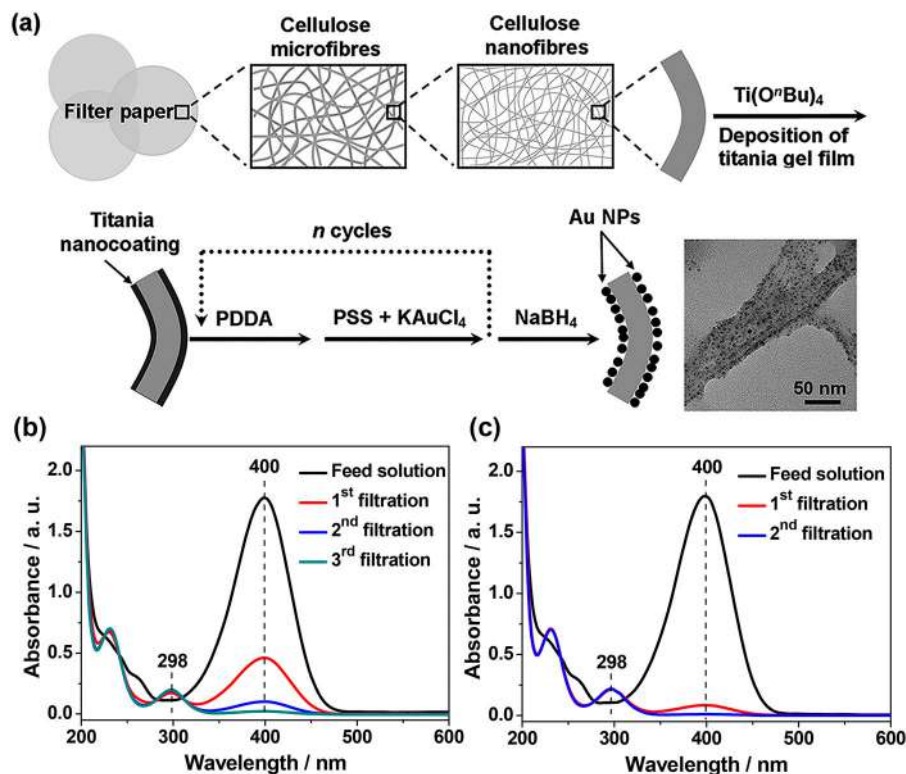 (a)
Cellulose
microfibres
Cellulose
nanofibres
Filter paper
Ti(OⁿBu)₄
Deposition of
titania gel film
Titania
nanocoating
n cycles
PDDA
PSS + KAuCl₄
NaBH₄
Au NPs
50 nm
(b)
2.0
1.5
1.0
0.5
0.0
Absorbance / a. u.
400
298
Feed solution
1ˢᵗ filtration
2ⁿᵈ filtration
3ʳᵈ filtration
200 300 400 500 600
Wavelength / nm
(c)
2.0
1.5
1.0
0.5
0.0
Absorbance / a. u.
400
298
Feed solution
1ˢᵗ filtration
2ⁿᵈ filtration
200 300 400 500 600
Wavelength / nm